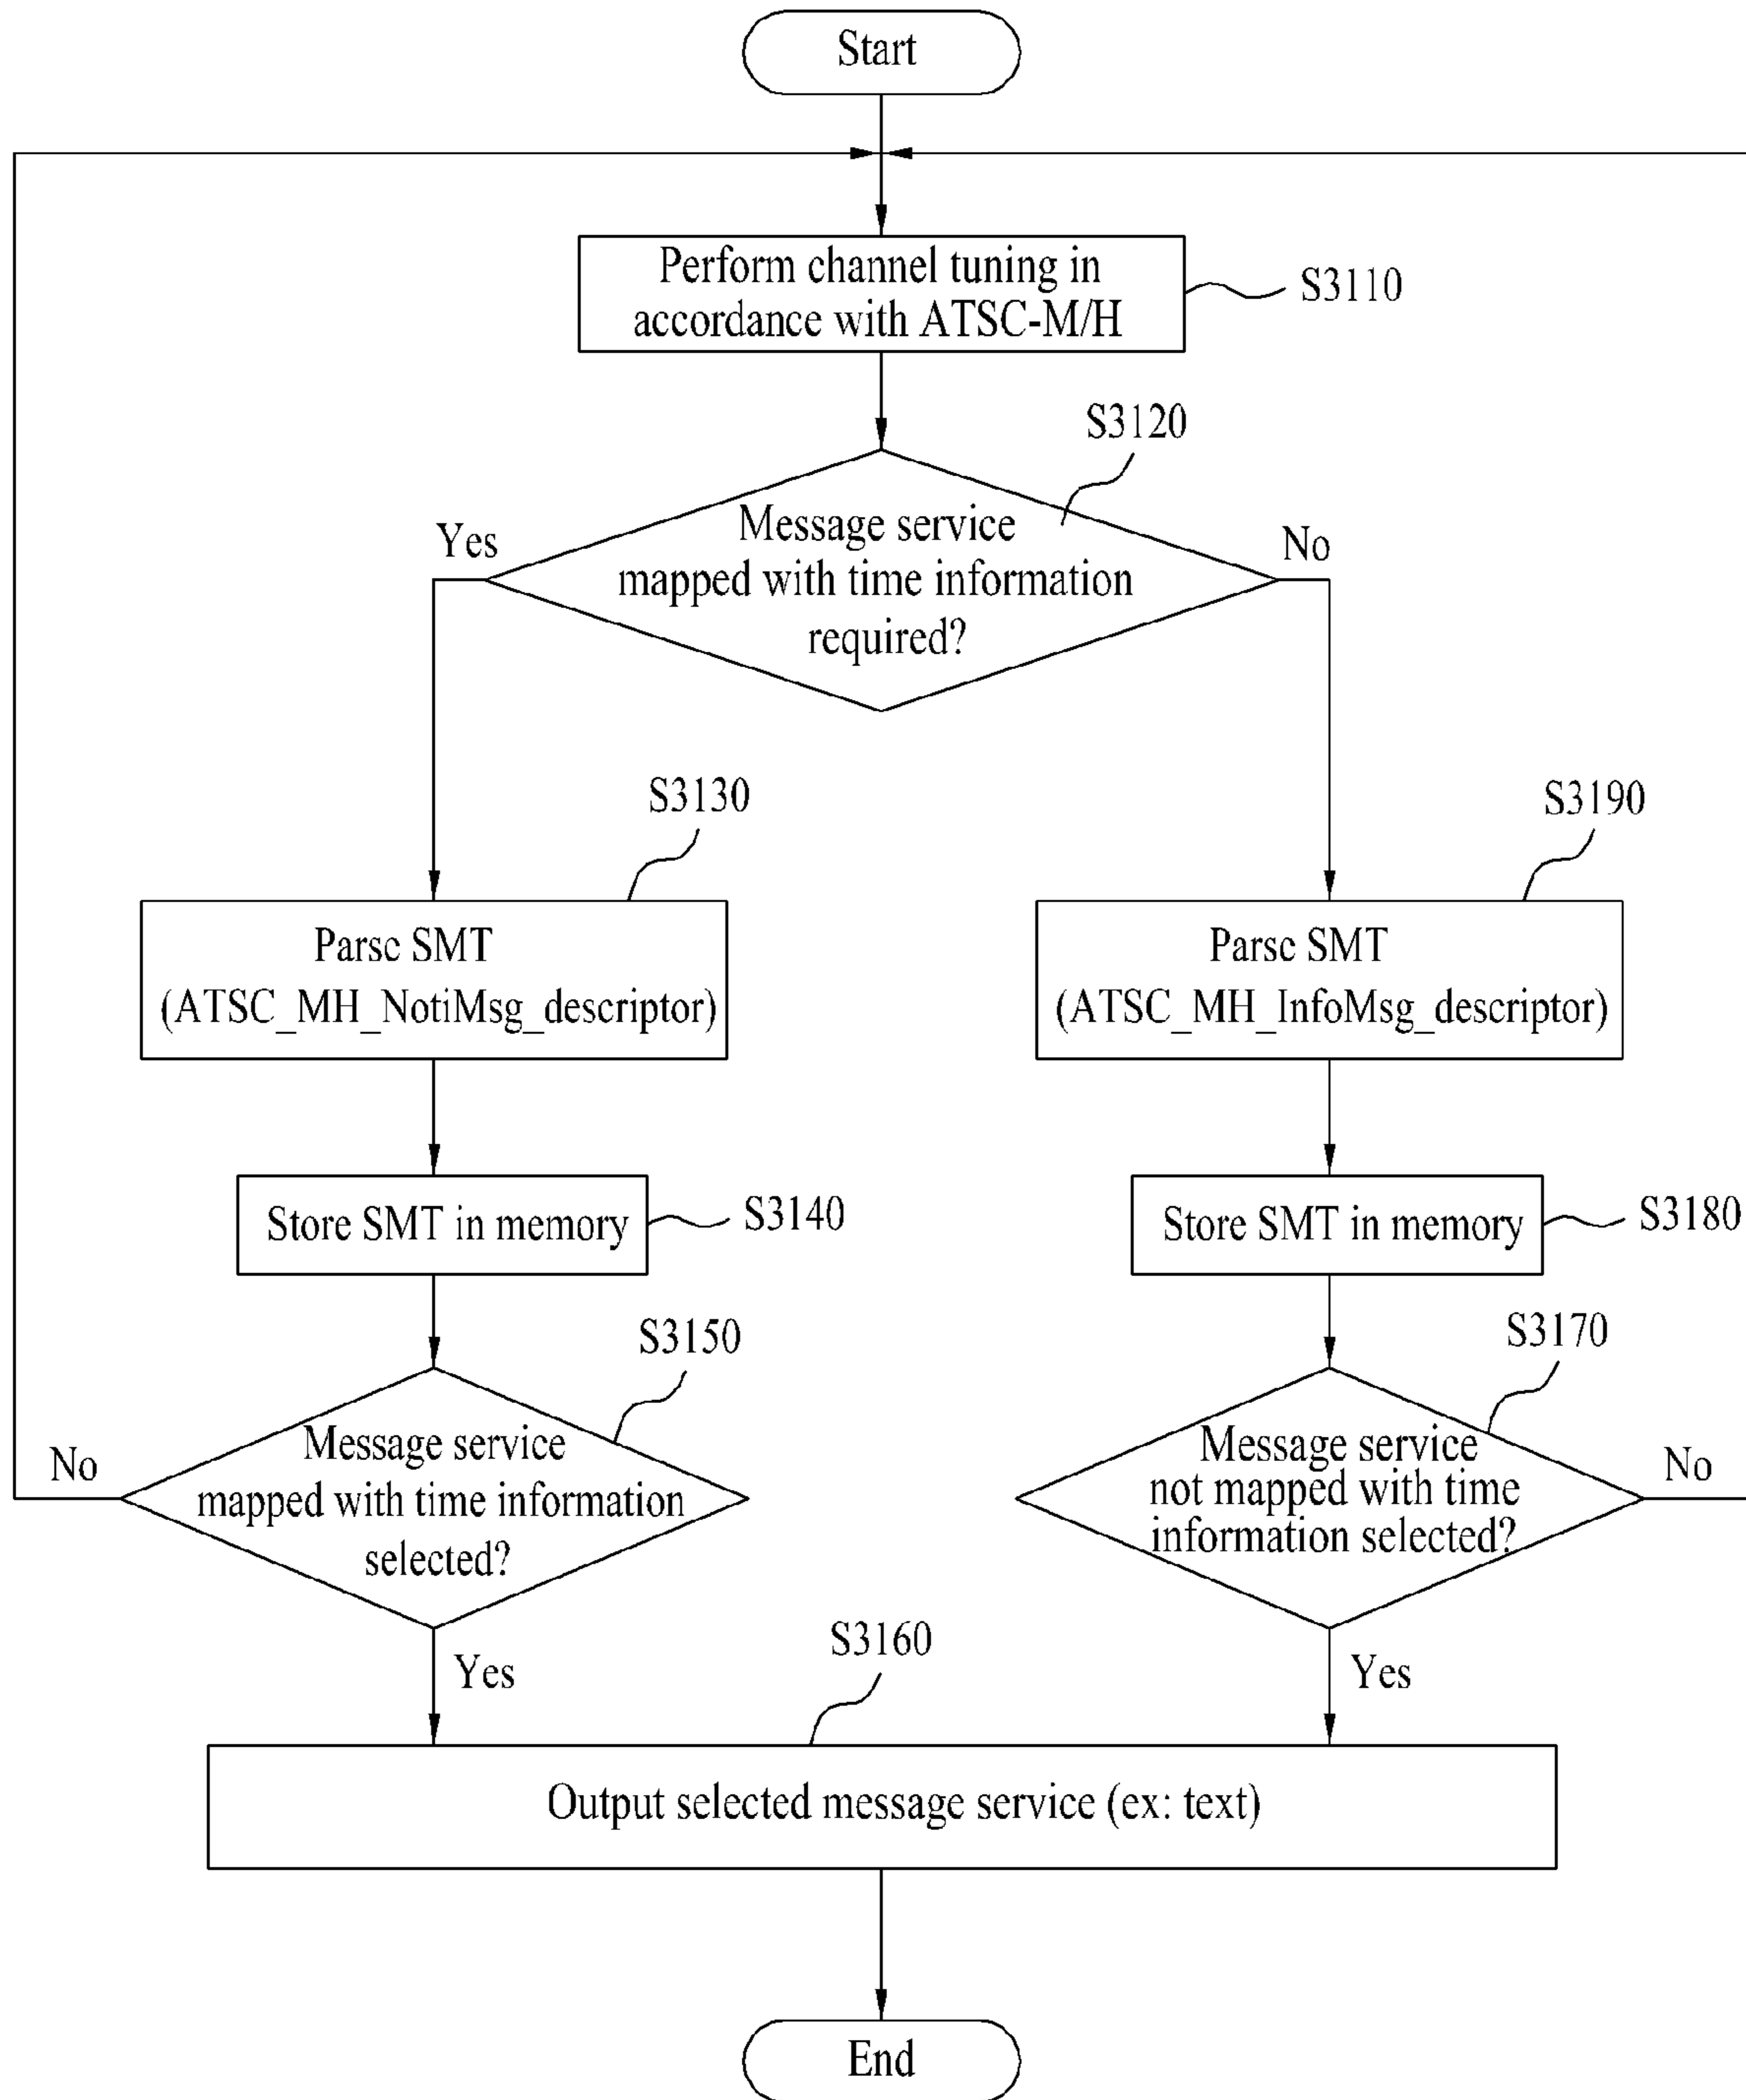 Start
Perform channel tuning in
accordance with ATSC-M/H
S3110
S3120
Yes
No
Message service
mapped with time information
required?
S3130
S3190
Parse SMT
(ATSC_MH_NotiMsg_descriptor)
Parse SMT
(ATSC_MH_InfoMsg_descriptor)
Store SMT in memory
S3140
Store SMT in memory
S3180
S3150
S3170
No
Message service
mapped with time information
selected?
Message service
not mapped with time
information selected?
No
Yes
S3160
Yes
Output selected message service (ex: text)
End